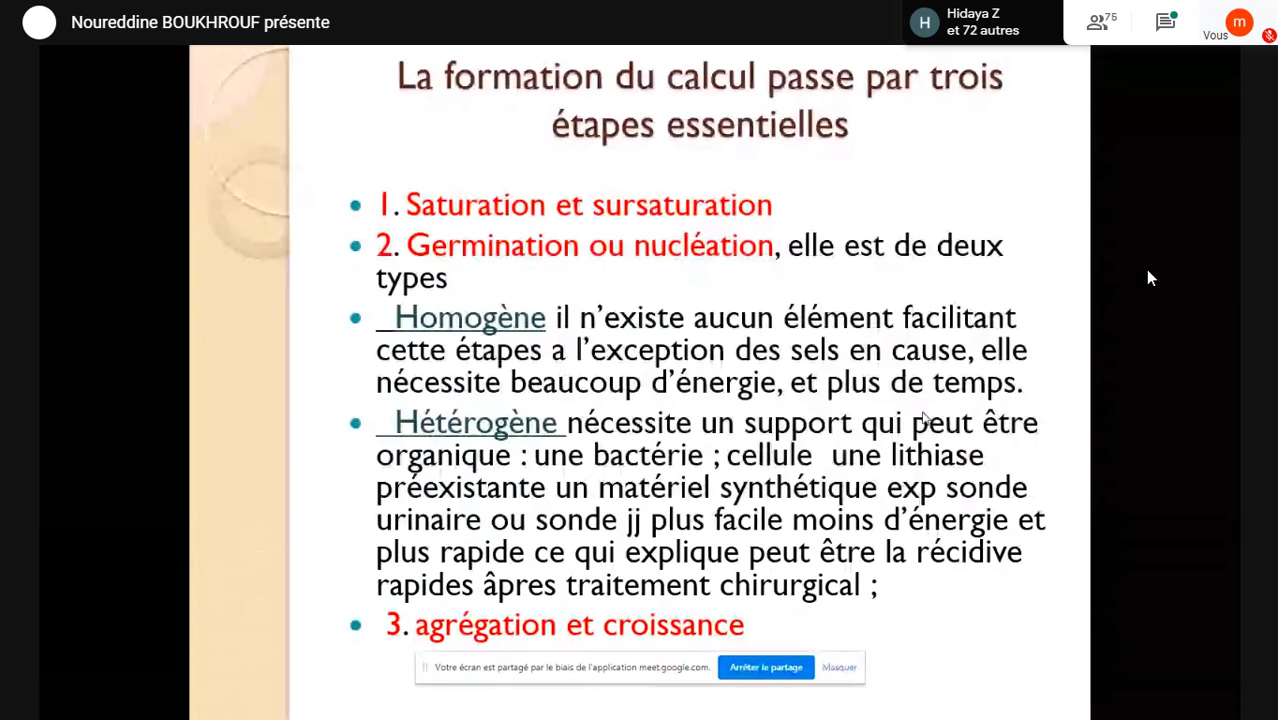 Noureddine BOUKHROUF présente
H
Hidaya Z
et 72 autres
75
m
Vous
La formation du calcul passe par trois
étapes essentielles
1. Saturation et sursaturation
2. Germination ou nucléation, elle est de deux
types
Homogène il n’existe aucun élément facilitant
cette étapes a l’exception des sels en cause, elle
nécessite beaucoup d’énergie, et plus de temps.
Hétérogène nécessite un support qui peut être
organique : une bactérie ; cellule une lithiase
préexistante un matériel synthétique exp sonde
urinaire ou sonde jj plus facile moins d’énergie et
plus rapide ce qui explique peut être la récidive
rapides âpres traitement chirurgical ;
3. agrégation et croissance
Votre écran est partagé par le biais de l'application meet.google.com. Arrêter le partage Masquer